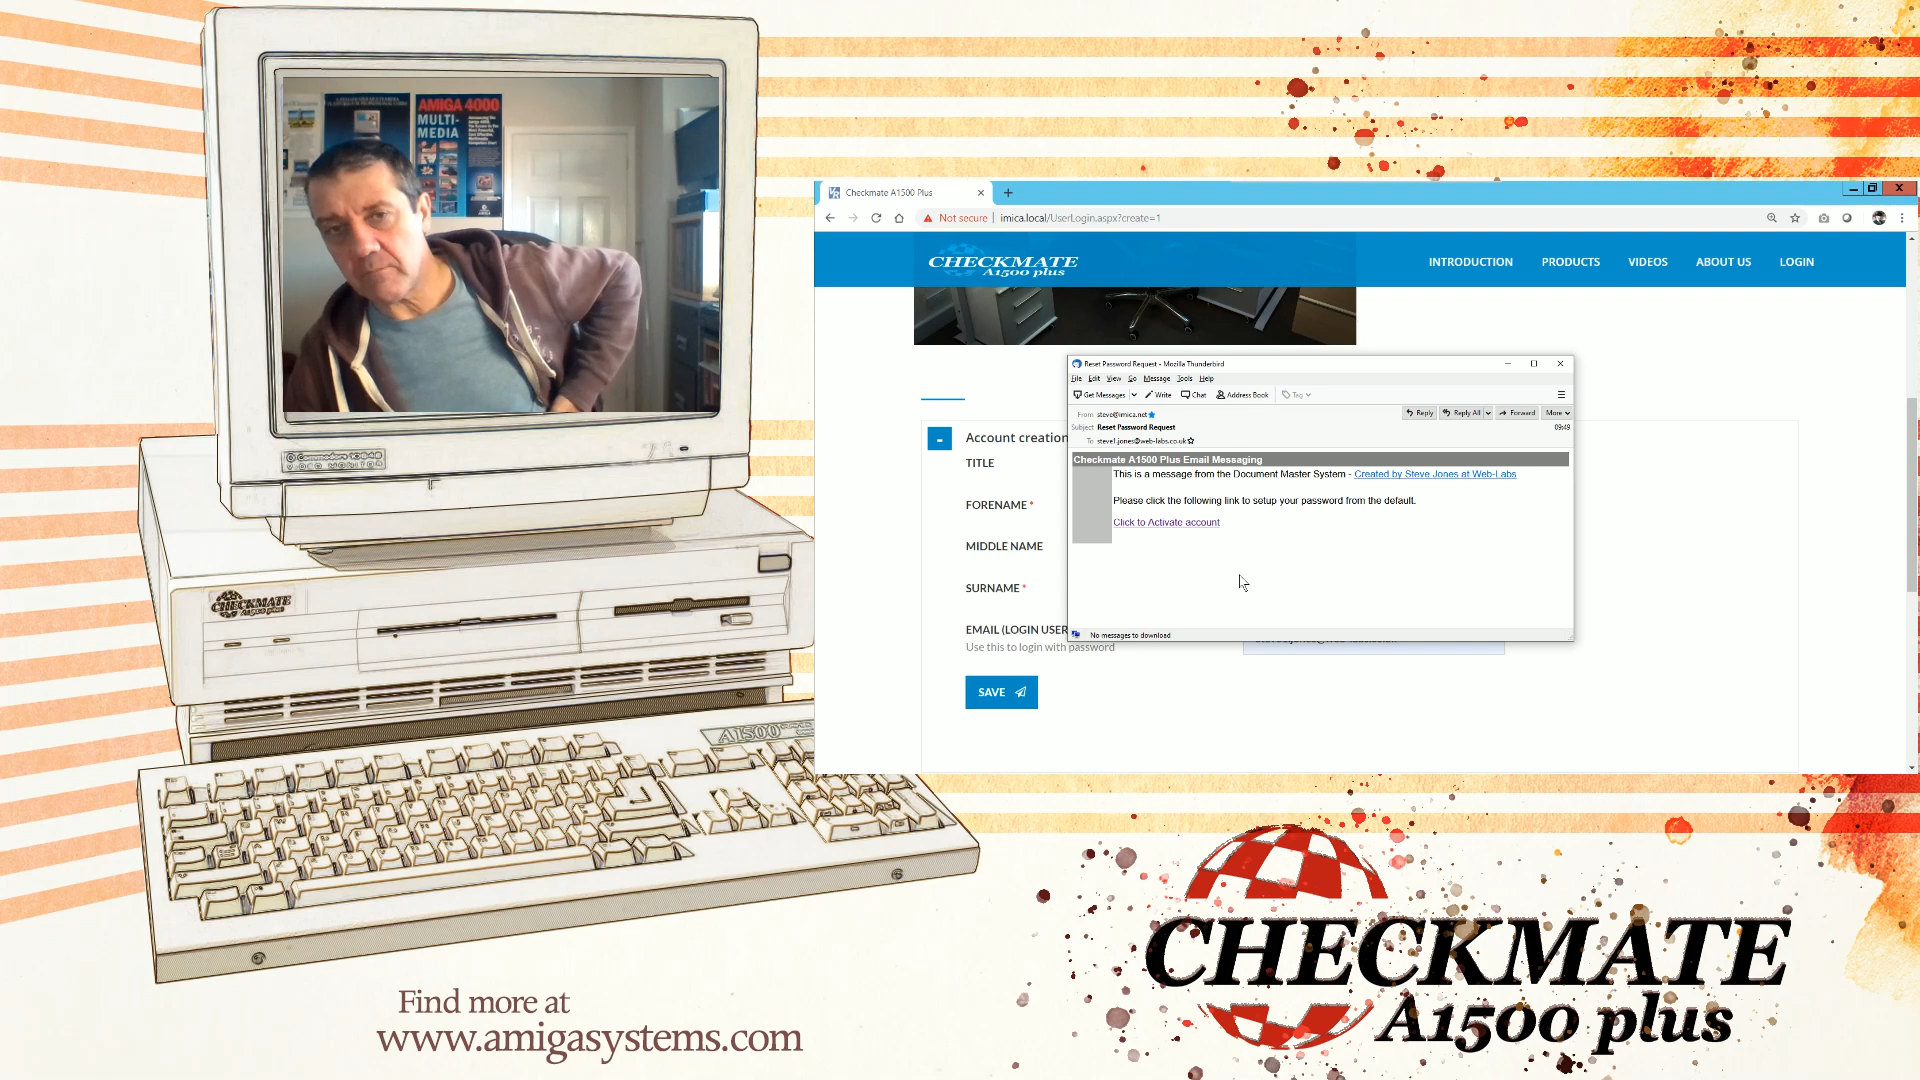 AMIGA 4000
MULTI-
MEDIA
CHECKMATE
A1500 plus
A1500
Find more at
www.amigasystems.com
Checkmate A1500 Plus
Not secure | imica.local/UserLogin.aspx?create=1
CHECKMATE
A1500 plus
INTRODUCTION
PRODUCTS
VIDEOS
ABOUT US
LOGIN
- Account creation
TITLE
FORENAME *
MIDDLE NAME
SURNAME *
EMAIL (LOGIN USER
Use this to login with password
SAVE
Reset Password Request - Mozilla Thunderbird
File Edit View Go Message Tools Help
Get Messages Write Chat Address Book Tag
From steve@imica.net
Reply Reply All Forward More
Subject Reset Password Request
09:49
To steve1.jones@web-labs.co.uk
Checkmate A1500 Plus Email Messaging
This is a message from the Document Master System - Created by Steve Jones at Web-Labs
Please click the following link to setup your password from the default.
Click to Activate account
No messages to download
CHECKMATE
A1500 plus